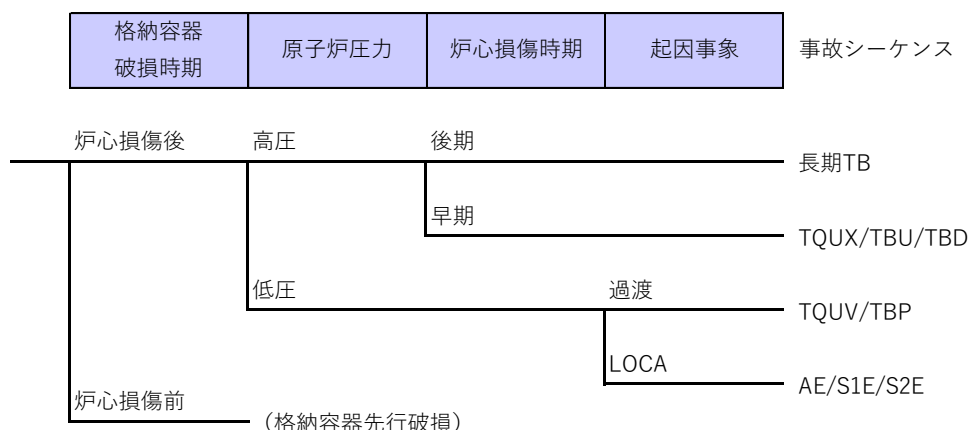 格納容器
破損時期
原子炉圧力
炉心損傷時期
起因事象
事故シーケンス
炉心損傷後
高圧
後期
長期TB
早期
TQUX/TBU/TBD
低圧
過渡
TQUV/TBP
LOCA
AE/S1E/S2E
炉心損傷前
（格納容器先行破損）